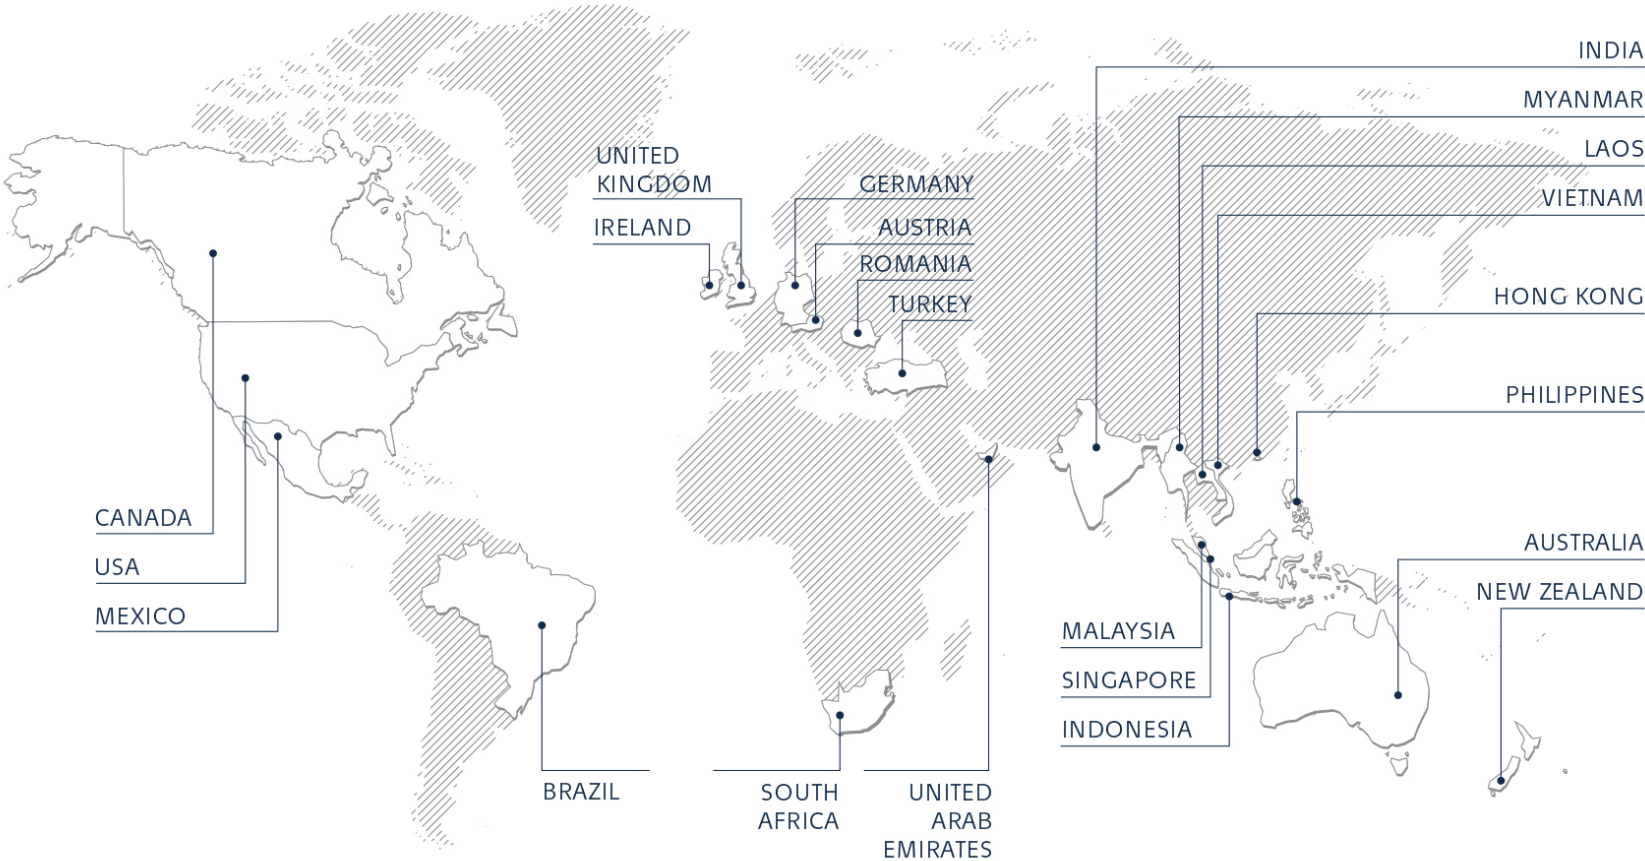 INDIA
MYANMAR
LAOS
VIETNAM
HONG KONG
PHILIPPINES
UNITED
KINGDOM
IRELAND
GERMANY
AUSTRIA
ROMANIA
TURKEY
CANADA
USA
MEXICO
AUSTRALIA
NEW ZEALAND
MALAYSIA
SINGAPORE
INDONESIA
BRAZIL
SOUTH
AFRICA
UNITED
ARAB
EMIRATES